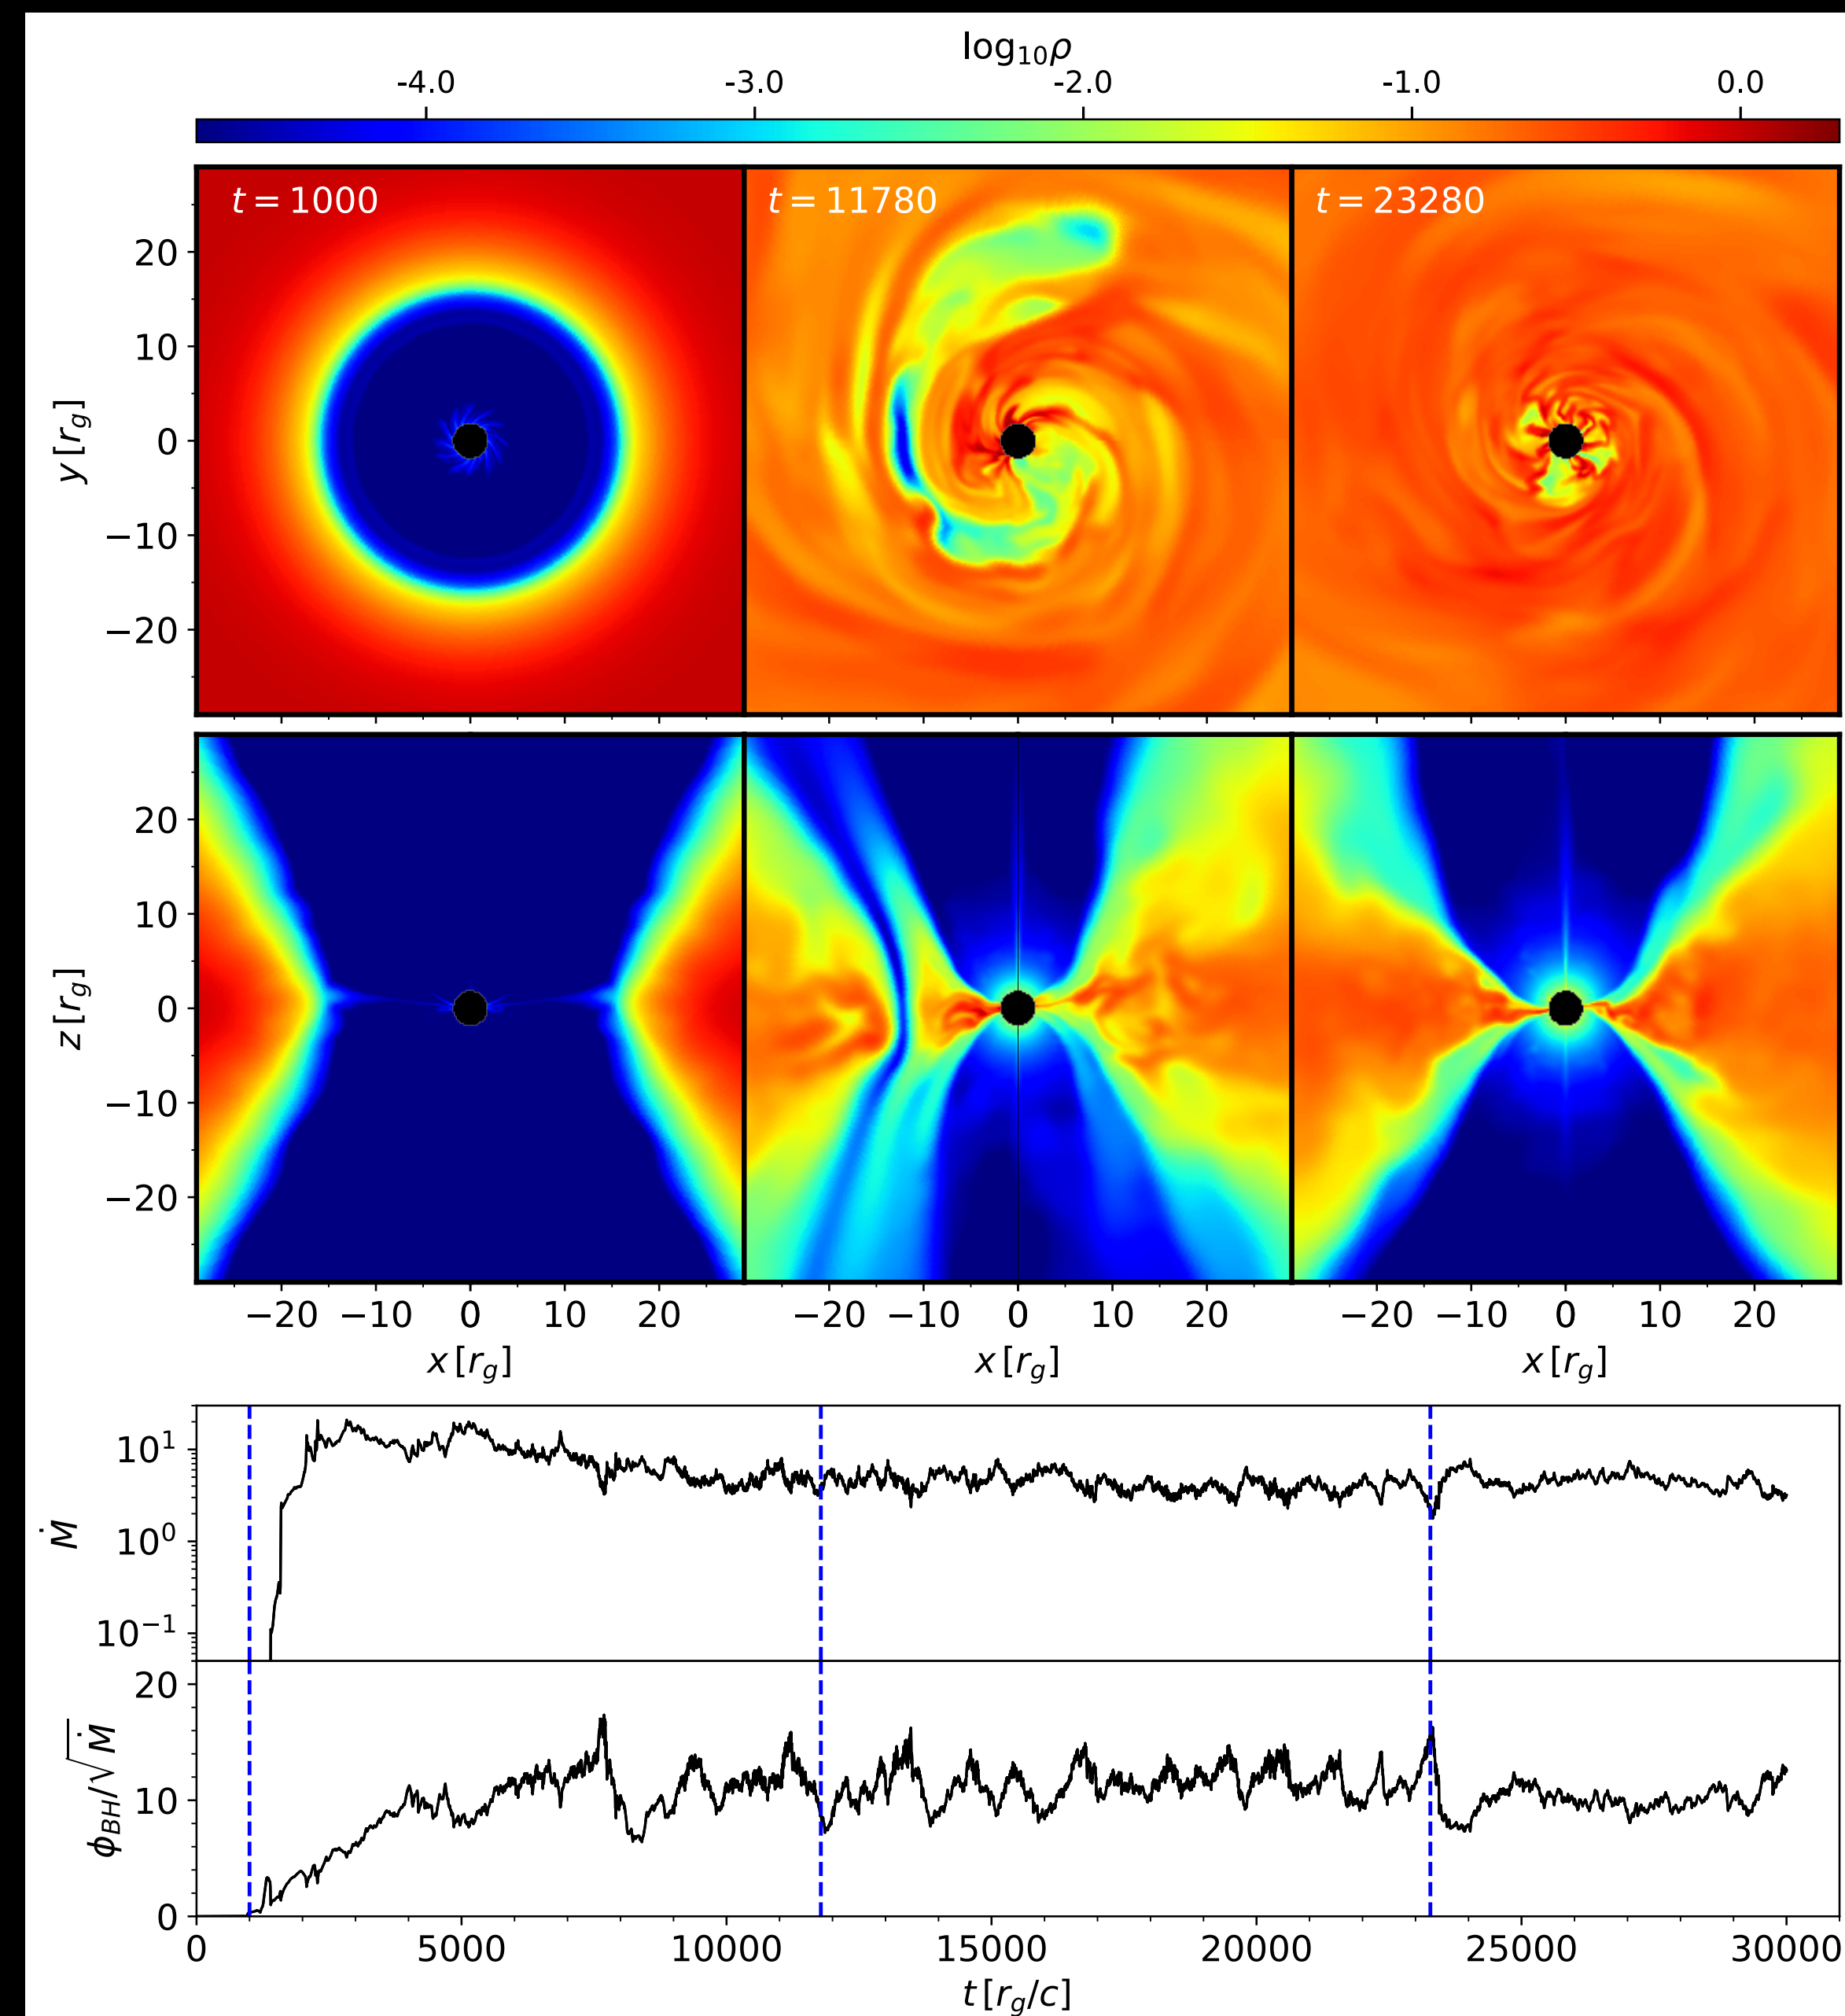 log₁₀ρ
-4.0 -3.0 -2.0 -1.0 0.0
t = 1000 t = 11780 t = 23280
20
10
0
−10
−20
y [r_g]
20
10
0
−10
−20
z [r_g]
−20 −10 0 10 20 −20 −10 0 10 20 −20 −10 0 10 20
x [r_g] x [r_g] x [r_g]
10¹
10⁰
10⁻¹
Ṁ
20
10
0
ϕ_BH/√Ṁ
0 5000 10000 15000 20000 25000 30000
t [r_g/c]